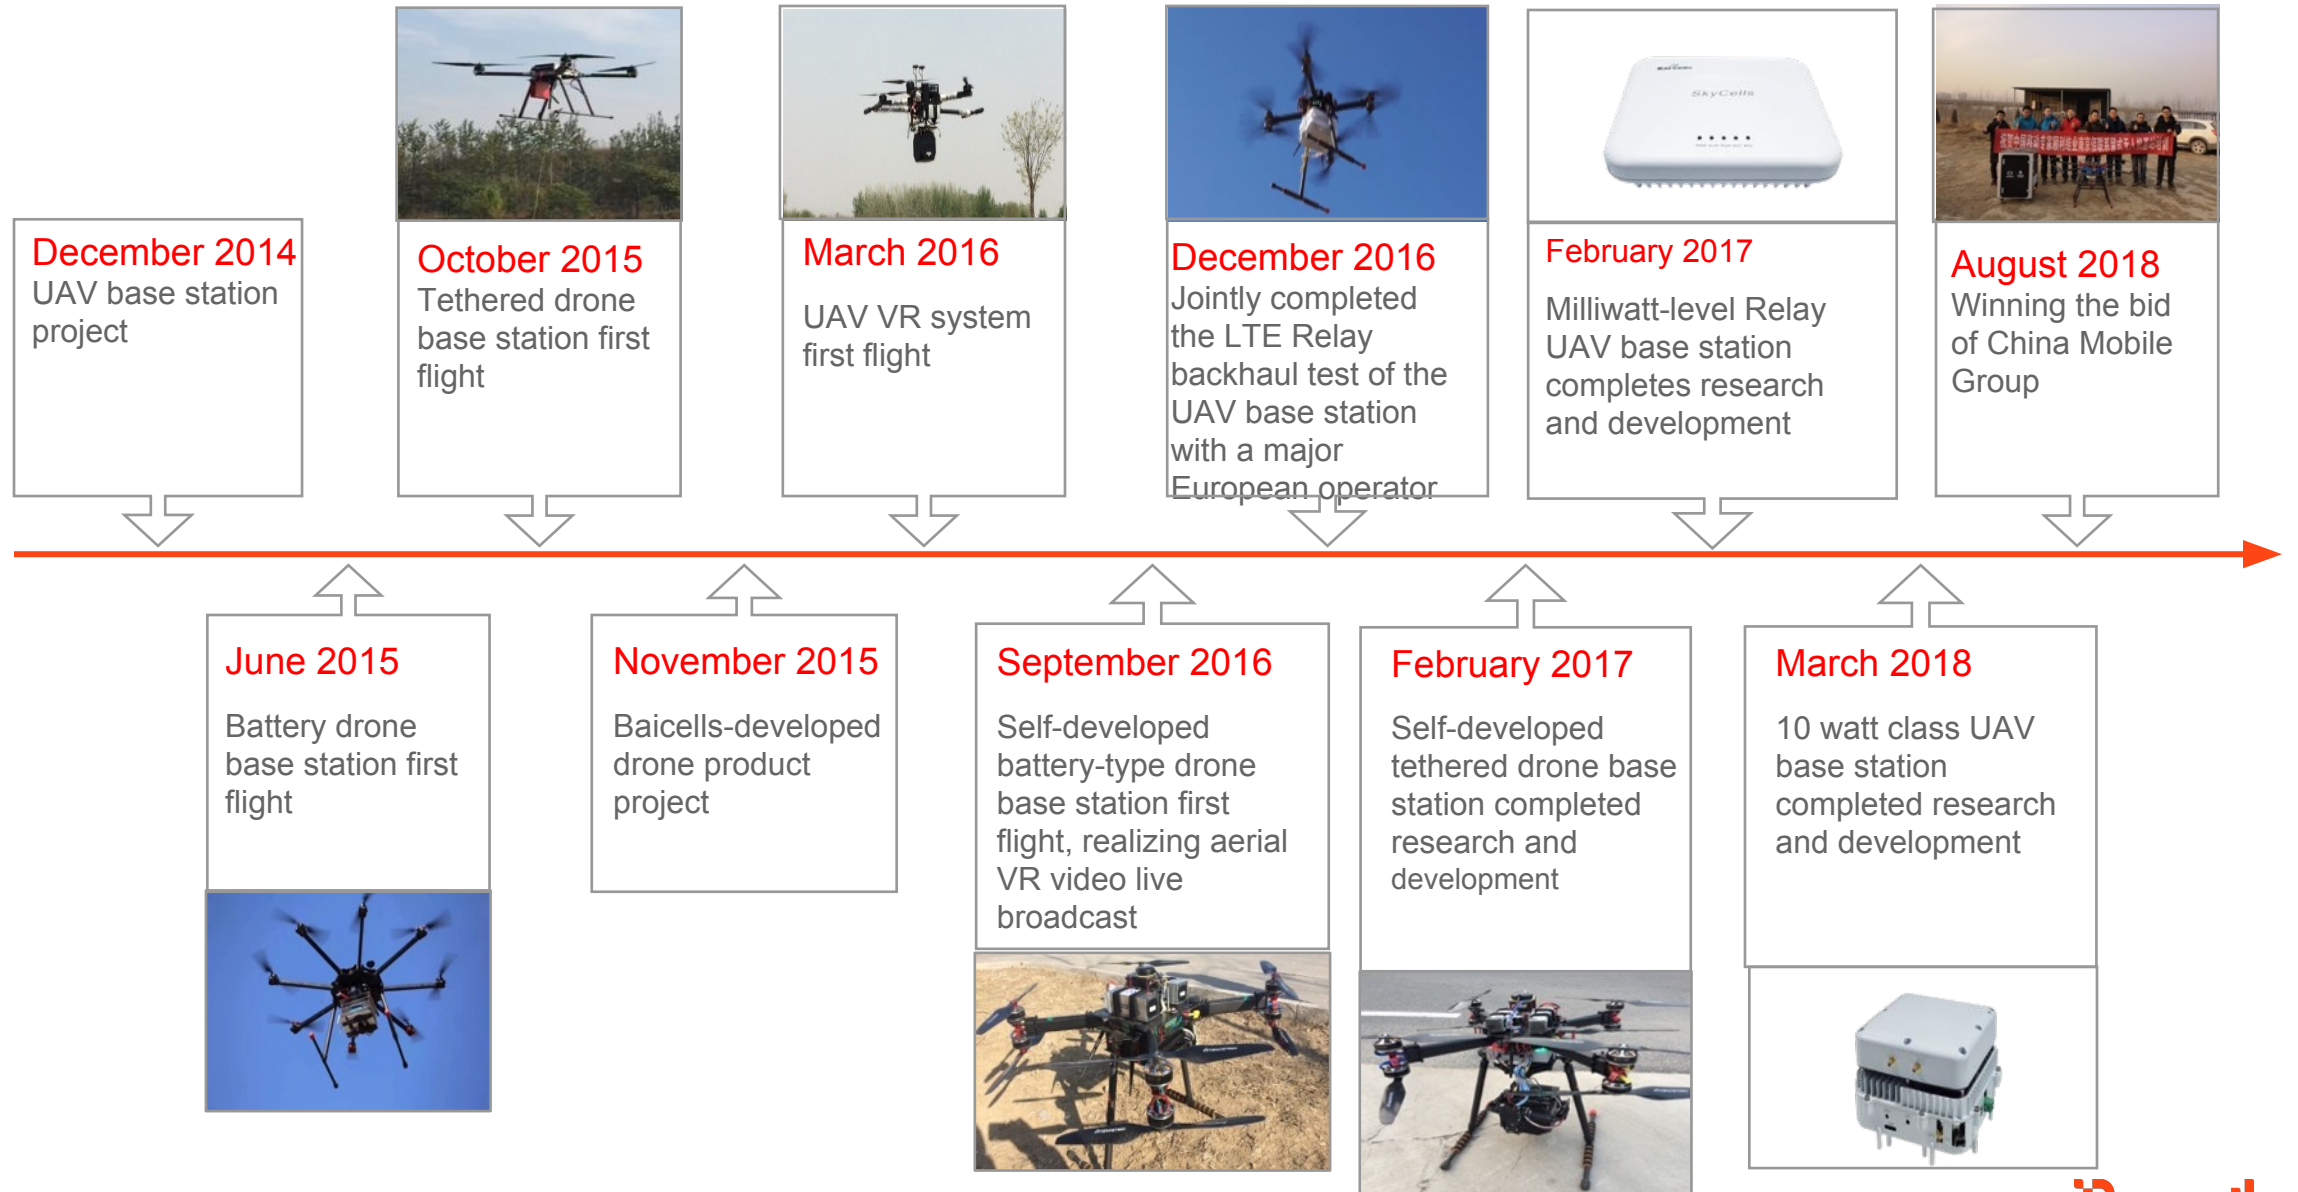 December 2014
UAV base station
project
October 2015
Tethered drone
base station first
flight
March 2016
UAV VR system
first flight
December 2016
Jointly completed
the LTE Relay
backhaul test of the
UAV base station
with a major
European operator
SkyCells
February 2017
Milliwatt-level Relay
UAV base station
completes research
and development
August 2018
Winning the bid
of China Mobile
Group
June 2015
Battery drone
base station first
flight
November 2015
Baicells-developed
drone product
project
September 2016
Self-developed
battery-type drone
base station first
flight, realizing aerial
VR video live
broadcast
February 2017
Self-developed
tethered drone base
station completed
research and
development
March 2018
10 watt class UAV
base station
completed research
and development